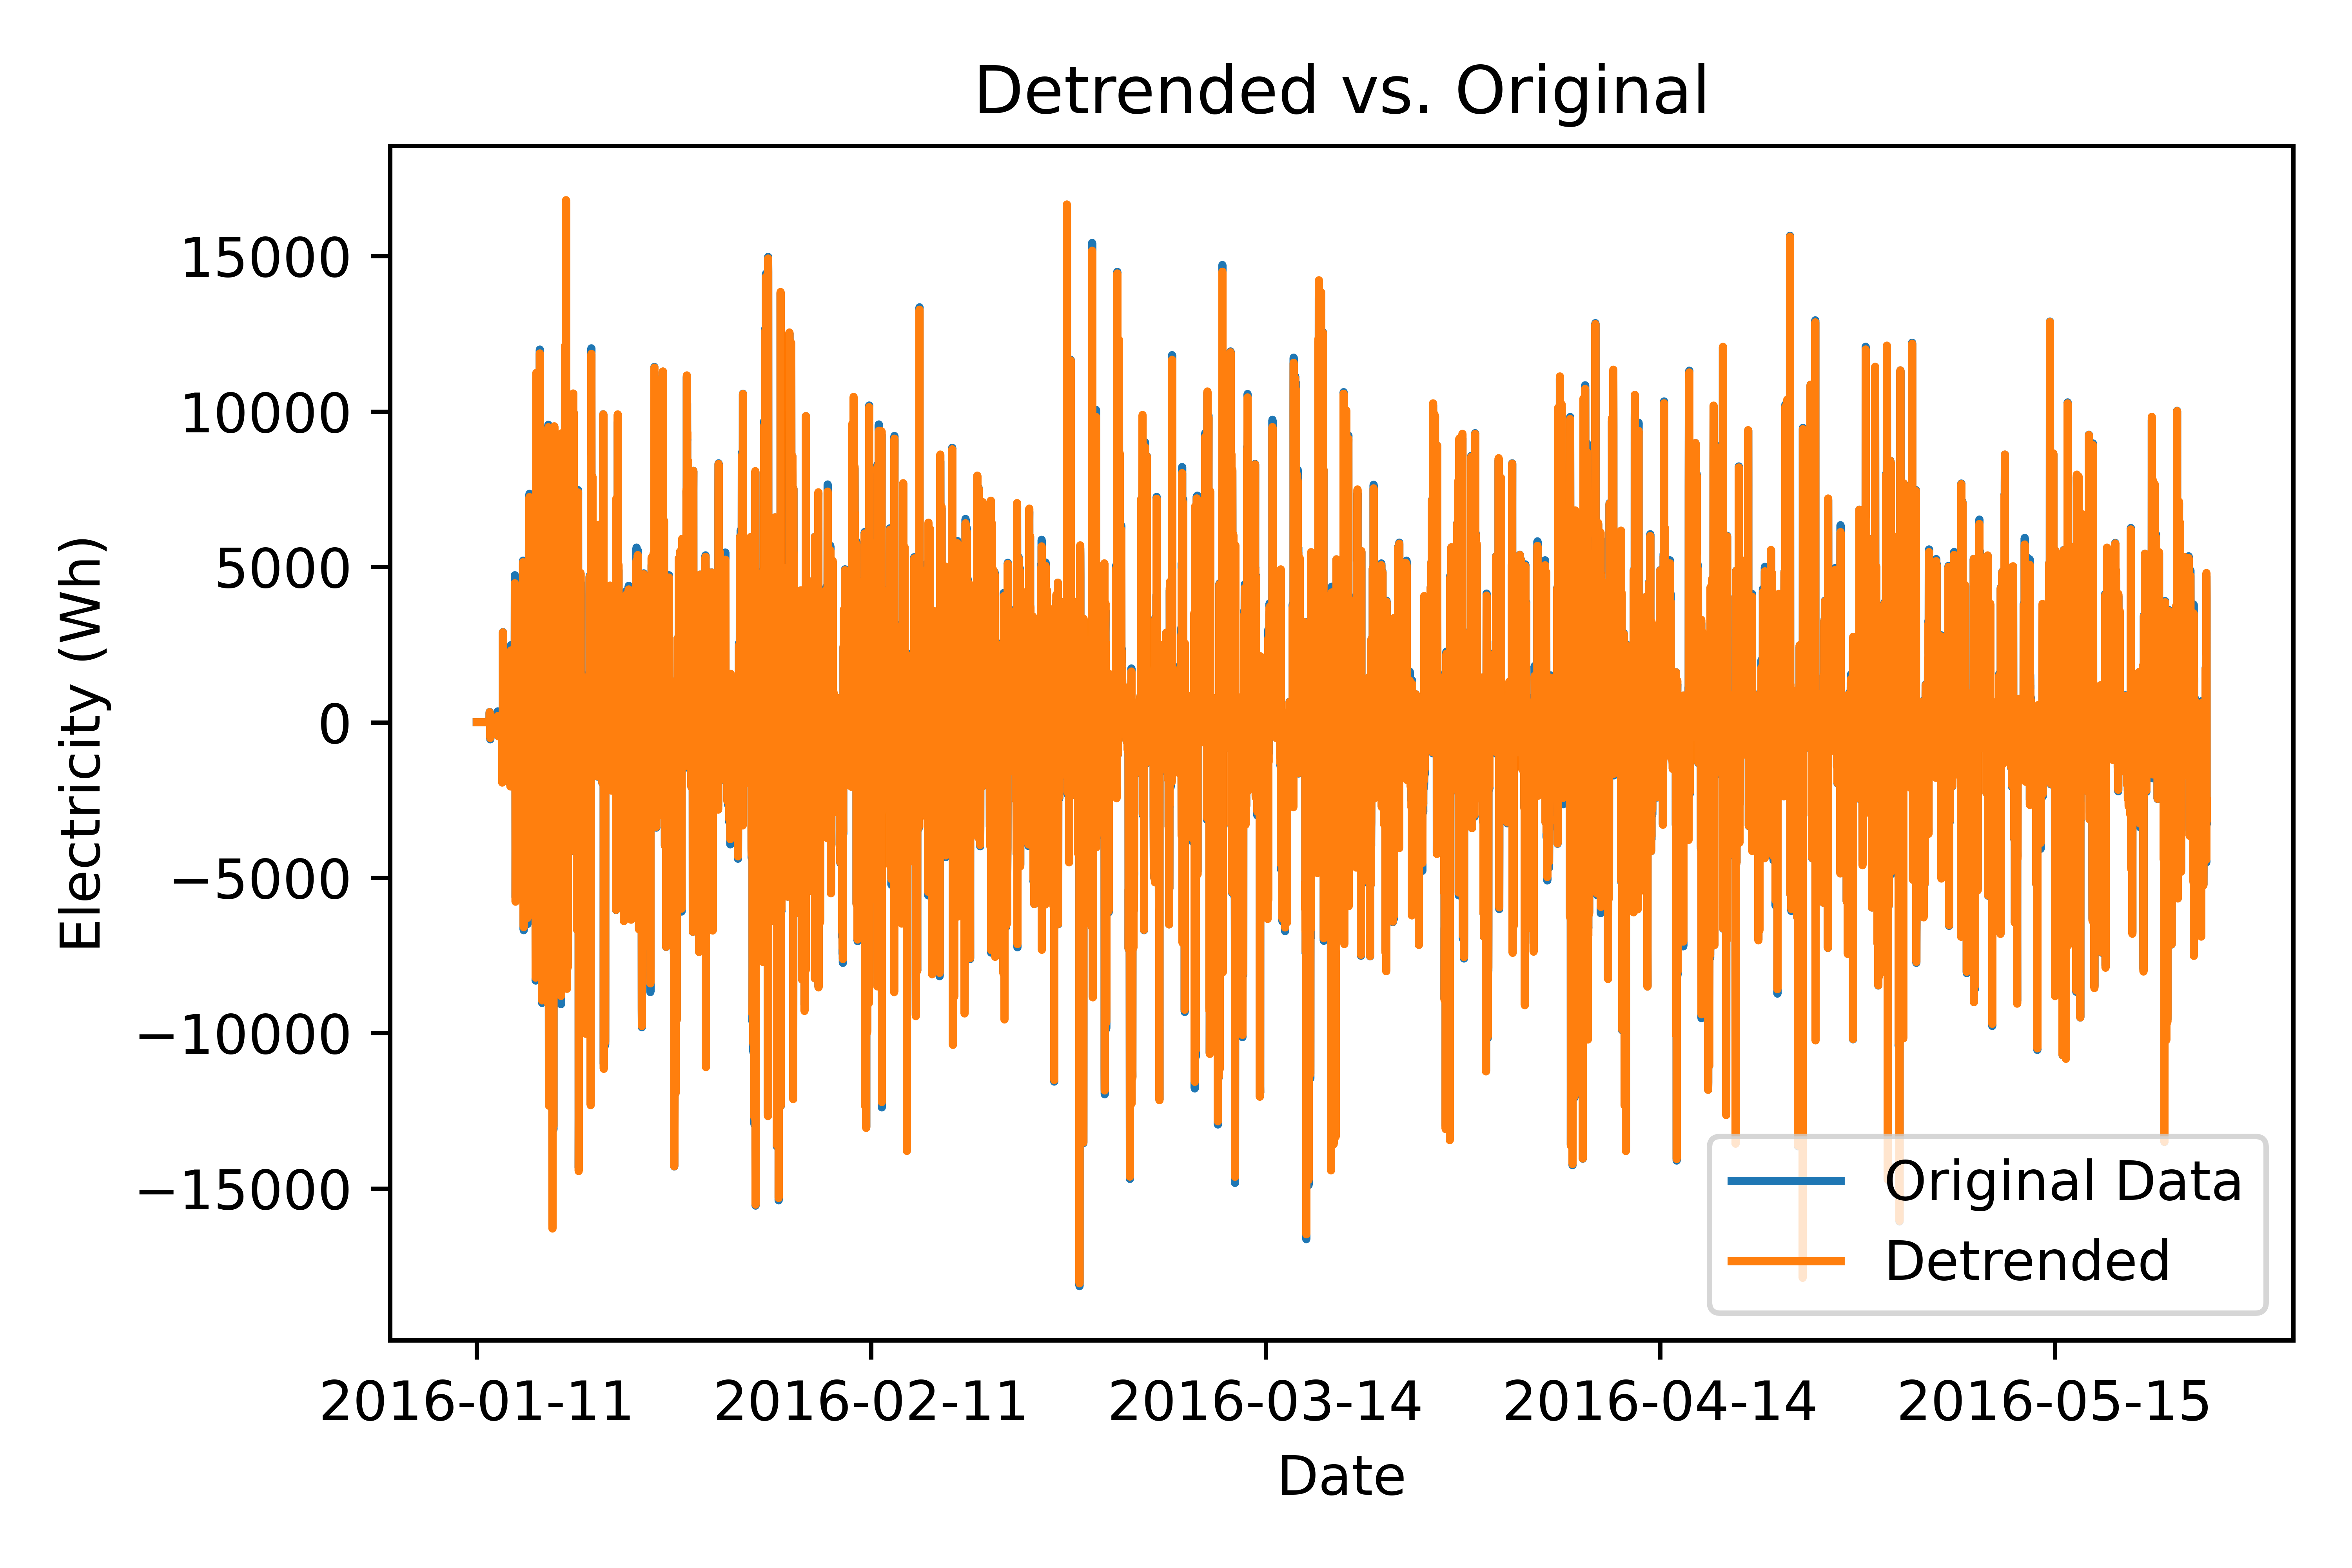 Detrended vs. Original
Electricity (Wh)
15000
10000
5000
0
−5000
−10000
−15000
Original Data
Detrended
2016-01-11
2016-02-11
2016-03-14
2016-04-14
2016-05-15
Date